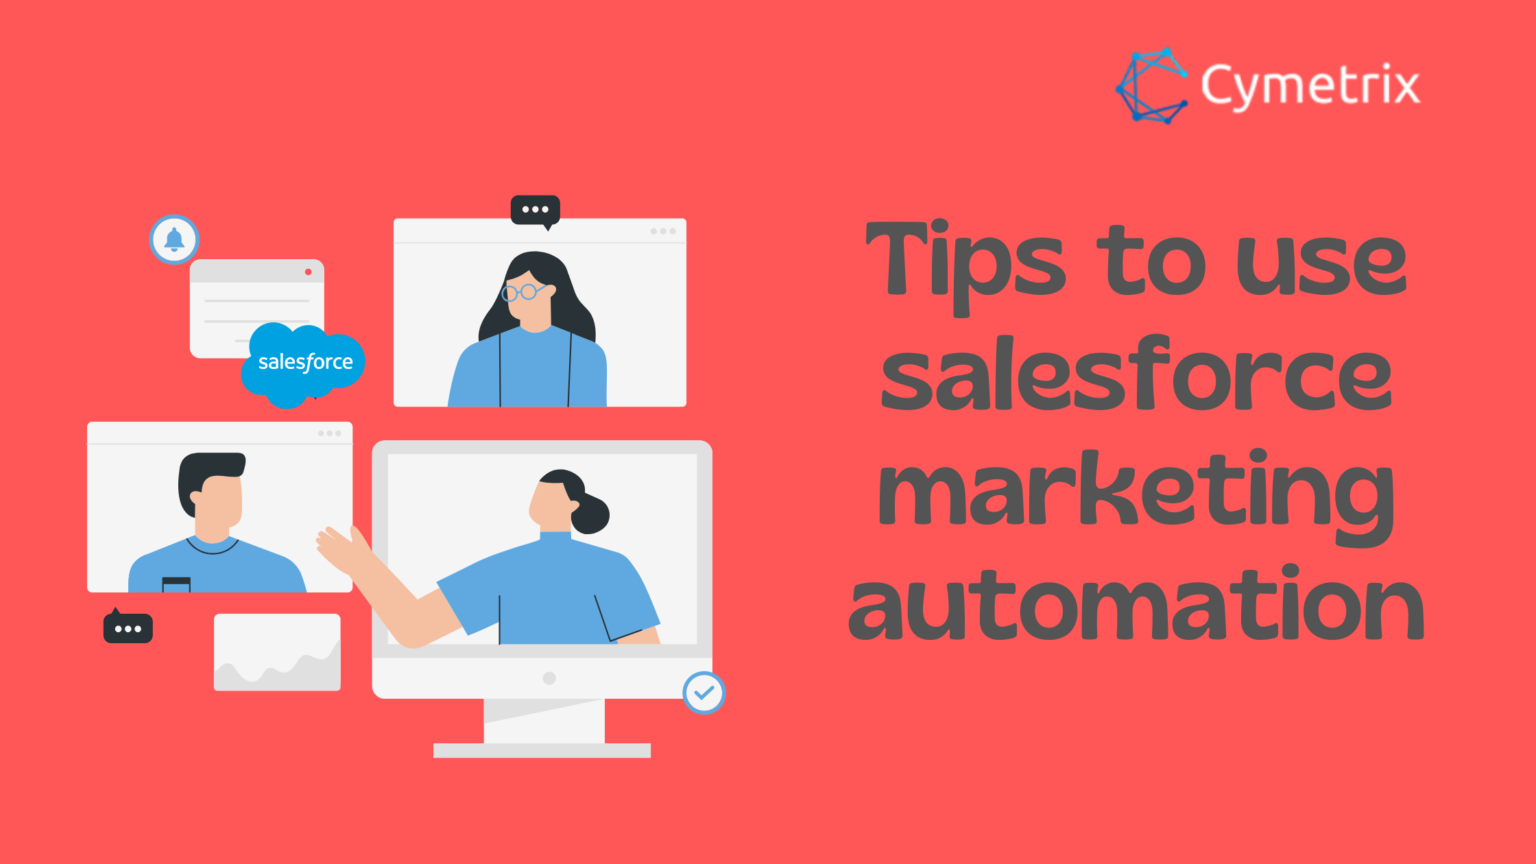 Cymetrix
salesforce
Tips to use
salesforce
marketing
automation